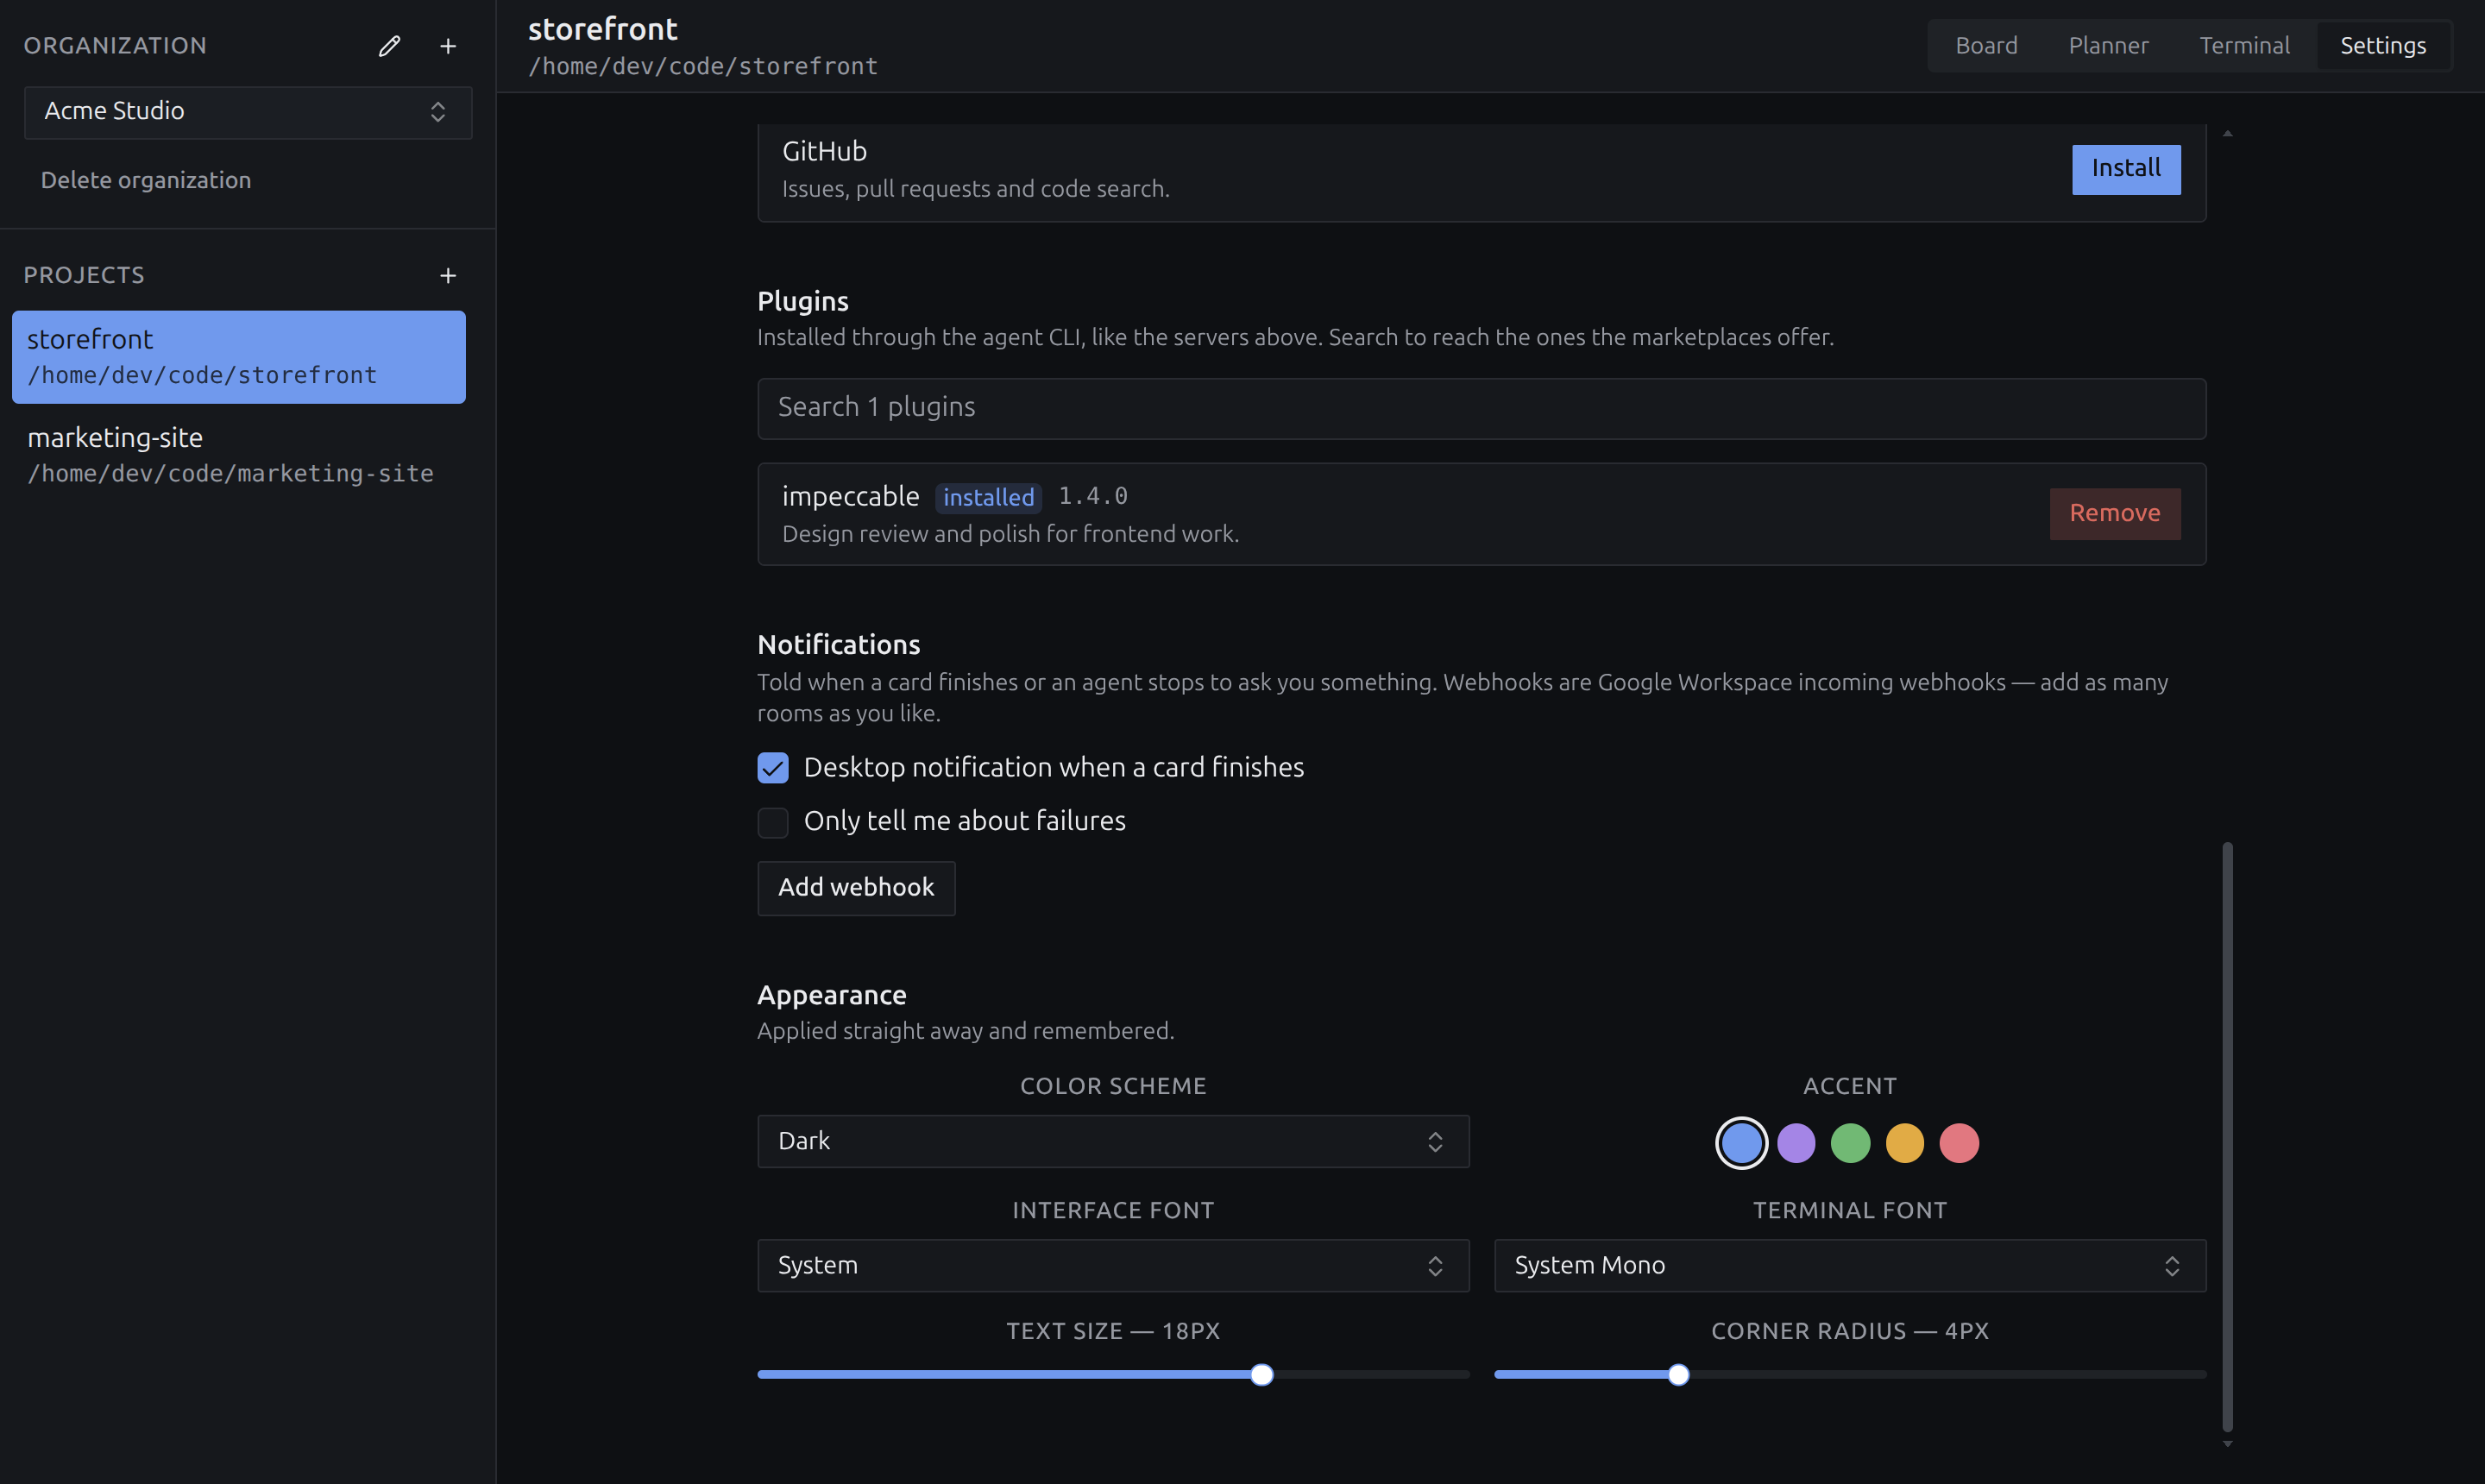 ORGANIZATION
Acme Studio
Delete organization
PROJECTS
storefront
/home/dev/code/storefront
marketing-site
/home/dev/code/marketing-site
storefront
/home/dev/code/storefront
Board
Planner
Terminal
Settings
GitHub
Issues, pull requests and code search.
Install
Plugins
Installed through the agent CLI, like the servers above. Search to reach the ones the marketplaces offer.
Search 1 plugins
impeccable installed 1.4.0
Design review and polish for frontend work.
Remove
Notifications
Told when a card finishes or an agent stops to ask you something. Webhooks are Google Workspace incoming webhooks — add as many
rooms as you like.
Desktop notification when a card finishes
Only tell me about failures
Add webhook
Appearance
Applied straight away and remembered.
COLOR SCHEME
Dark
ACCENT
INTERFACE FONT
System
TERMINAL FONT
System Mono
TEXT SIZE — 18PX
CORNER RADIUS — 4PX